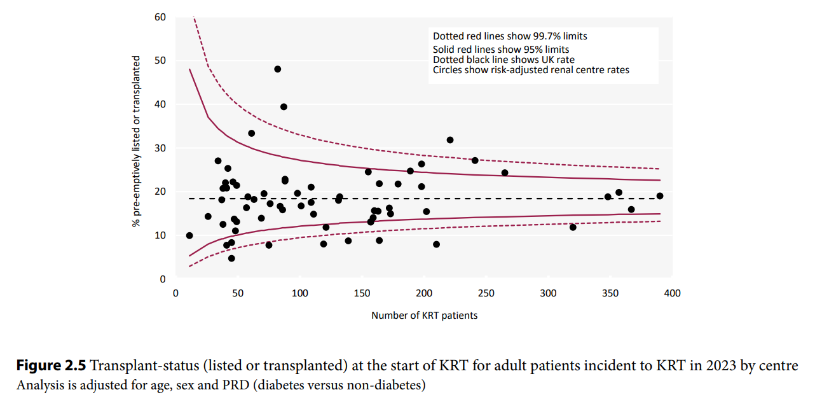 60
50
40
30
20
10
0
% pre-emptively listed or transplanted
Dotted red lines show 99.7% limits
Solid red lines show 95% limits
Dotted black line shows UK rate
Circles show risk-adjusted renal centre rates
0 50 100 150 200 250 300 350 400
Number of KRT patients
Figure 2.5 Transplant-status (listed or transplanted) at the start of KRT for adult patients incident to KRT in 2023 by centre
Analysis is adjusted for age, sex and PRD (diabetes versus non-diabetes)